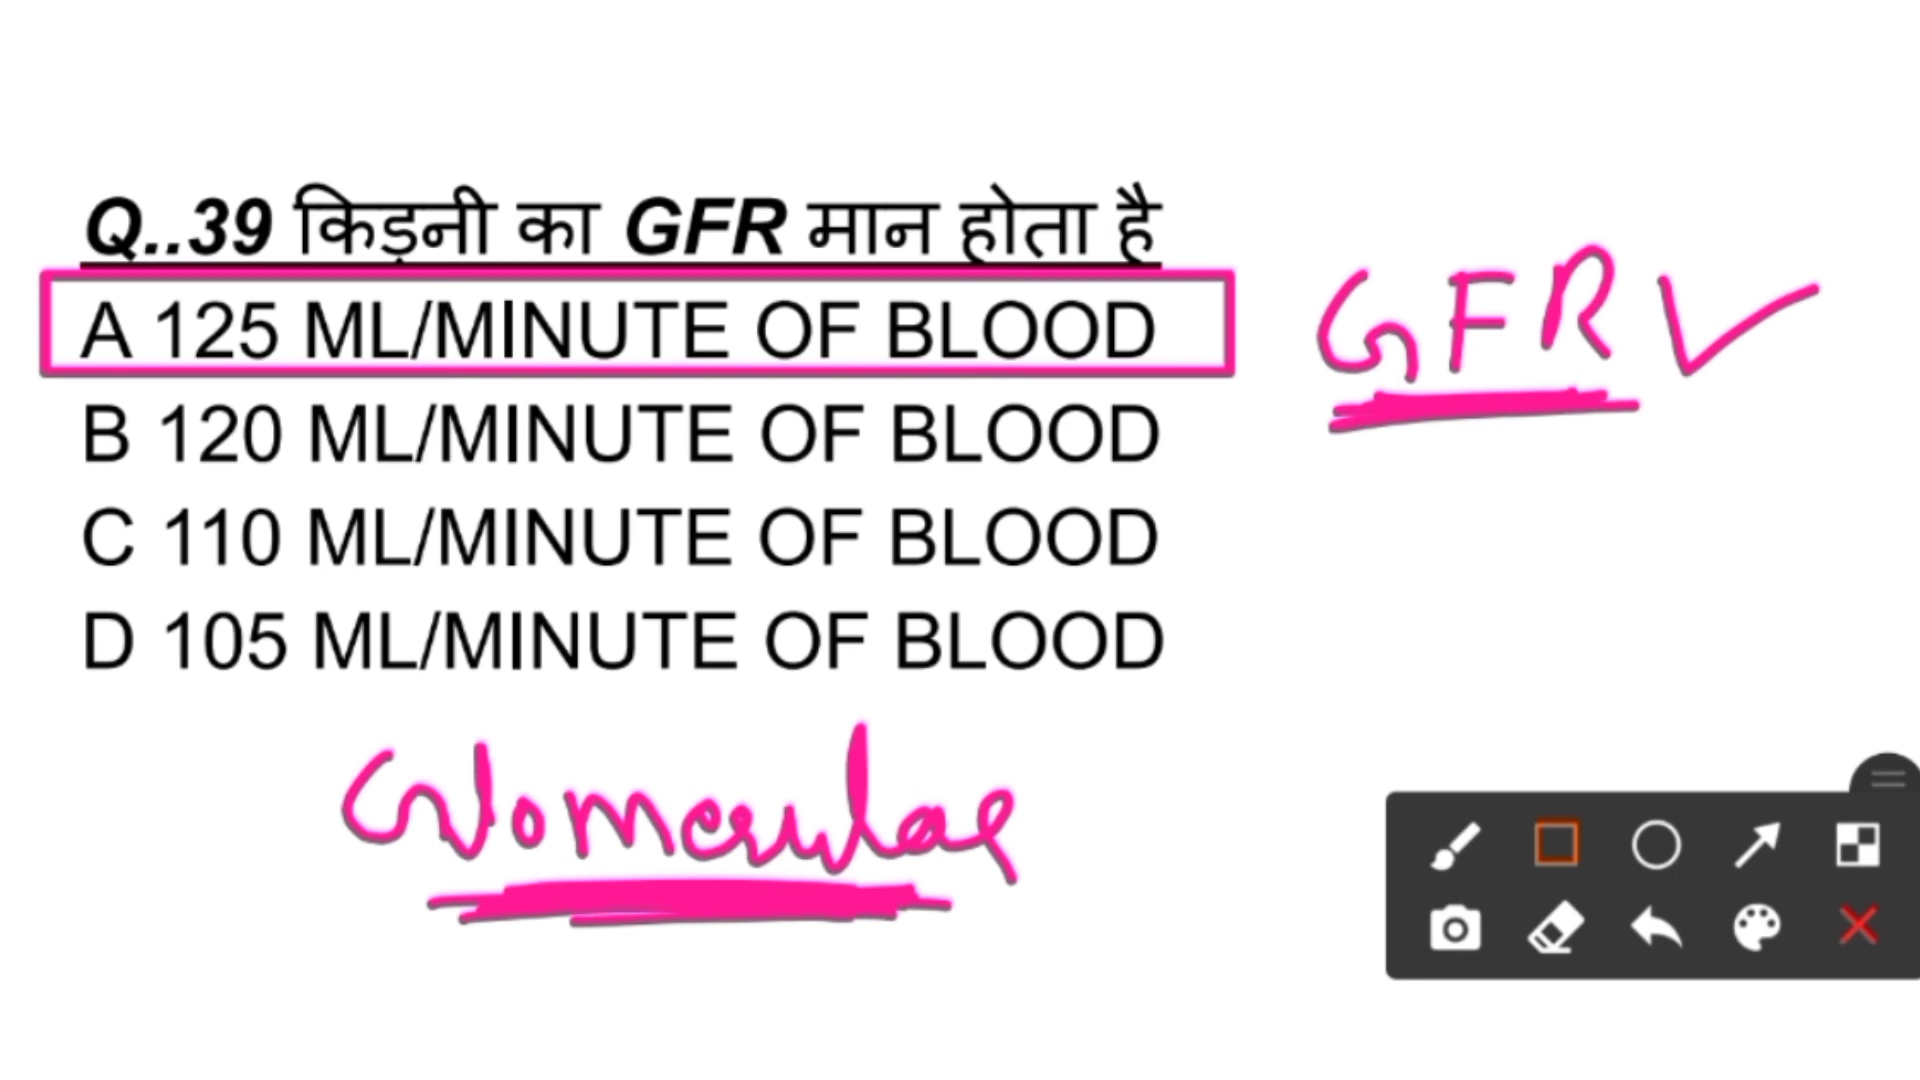 Q..39 किड़नी का GFR मान होता है
A 125 ML/MINUTE OF BLOOD
GFR
B 120 ML/MINUTE OF BLOOD
C 110 ML/MINUTE OF BLOOD
D 105 ML/MINUTE OF BLOOD
Glomerular